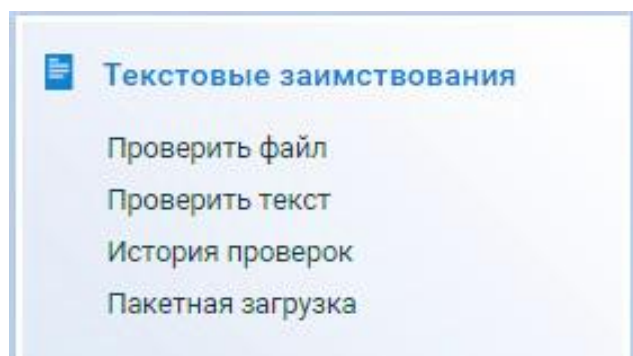 Текстовые заимствования
Проверить файл
Проверить текст
История проверок
Пакетная загрузка